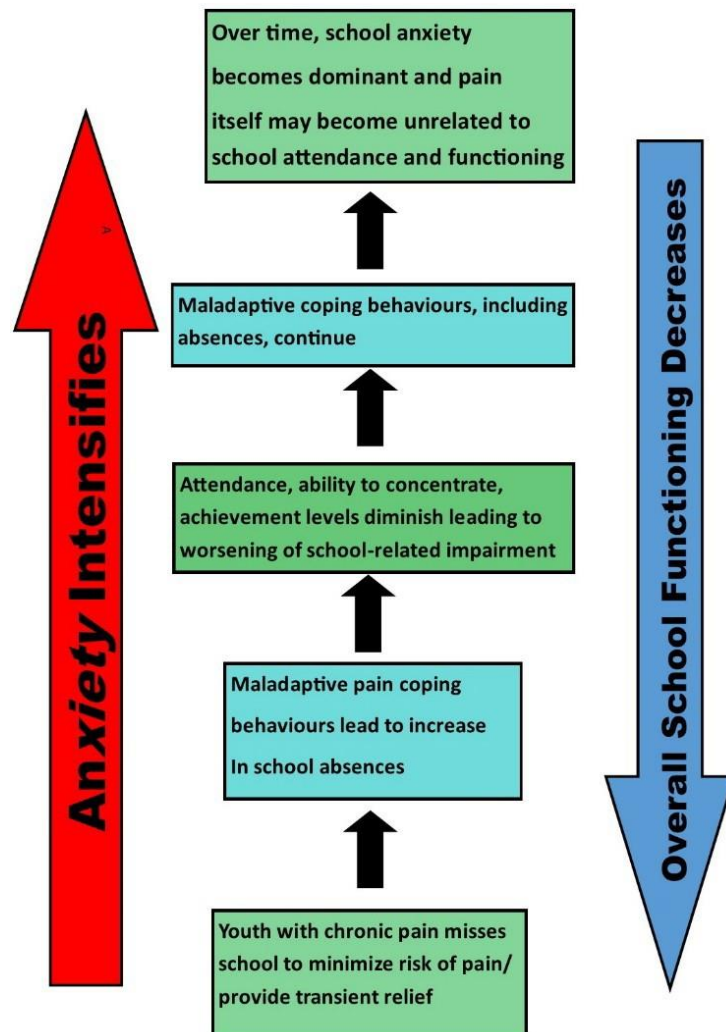 Over time, school anxiety
becomes dominant and pain
itself may become unrelated to
school attendance and functioning
A
Anxiety Intensifies
Overall School Functioning Decreases
Maladaptive coping behaviours, including
absences, continue
Attendance, ability to concentrate,
achievement levels diminish leading to
worsening of school-related impairment
Maladaptive pain coping
behaviours lead to increase
In school absences
Youth with chronic pain misses
school to minimize risk of pain/
provide transient relief